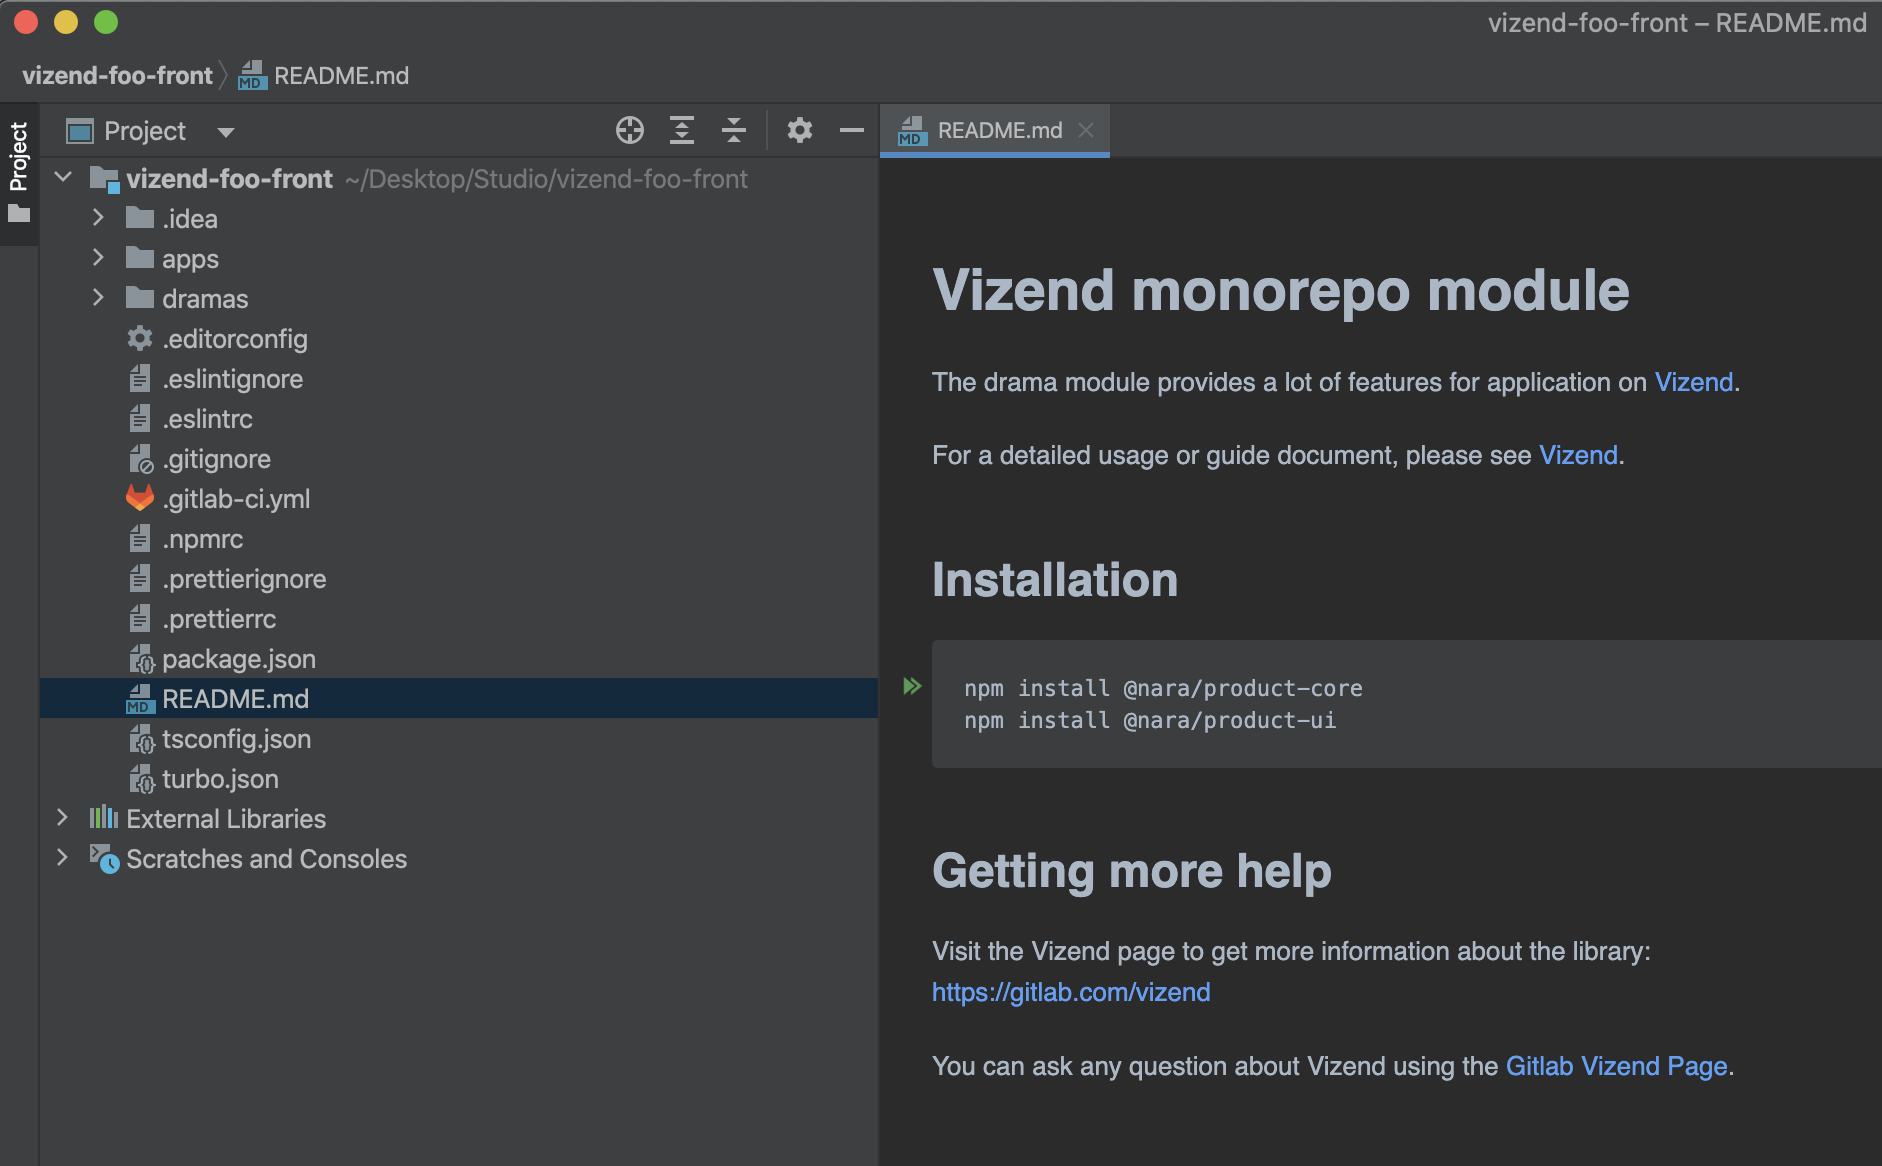 vizend-foo-front – README.md
vizend-foo-front README.md
Project
Project
README.md
vizend-foo-front ~/Desktop/Studio/vizend-foo-front
.idea
apps
dramas
.editorconfig
.eslintignore
.eslintrc
.gitignore
.gitlab-ci.yml
.npmrc
.prettierignore
.prettierrc
package.json
README.md
tsconfig.json
turbo.json
External Libraries
Scratches and Consoles
Vizend monorepo module
The drama module provides a lot of features for application on Vizend.
For a detailed usage or guide document, please see Vizend.
Installation
npm install @nara/product-core
npm install @nara/product-ui
Getting more help
Visit the Vizend page to get more information about the library:
https://gitlab.com/vizend
You can ask any question about Vizend using the Gitlab Vizend Page.